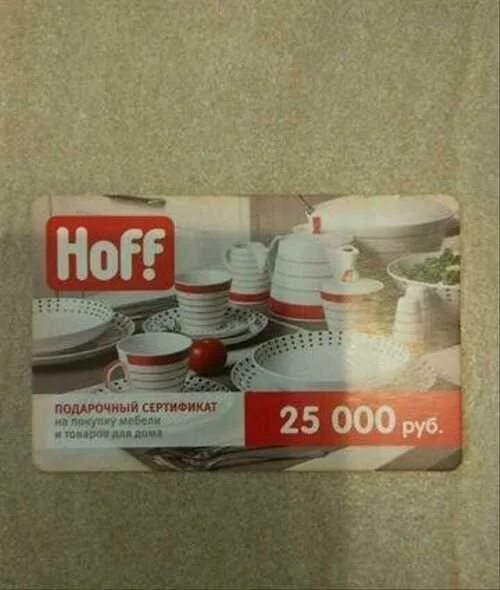 Hoff
ПОДАРОЧНЫЙ СЕРТИФИКАТ
на покупку мебели
и товаров для дома
25 000 руб.